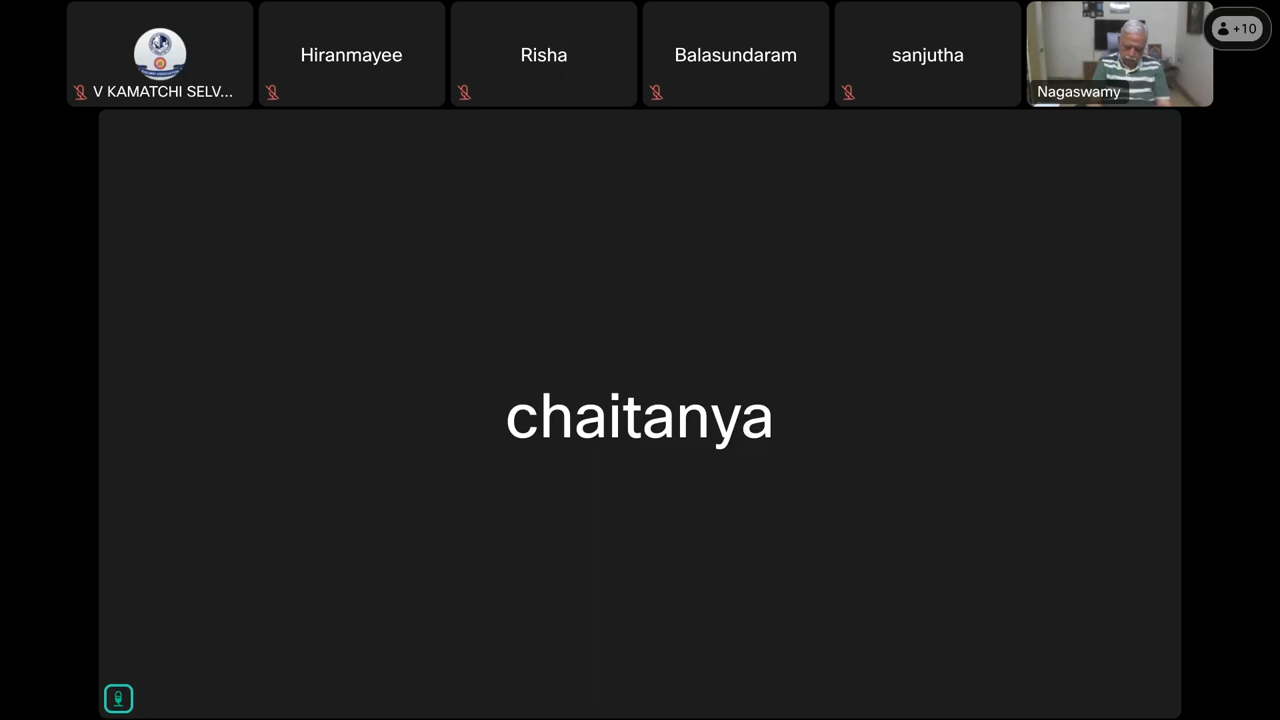 V KAMATCHI SELV...
Hiranmayee
Risha
Balasundaram
sanjutha
Nagaswamy
+10
chaitanya